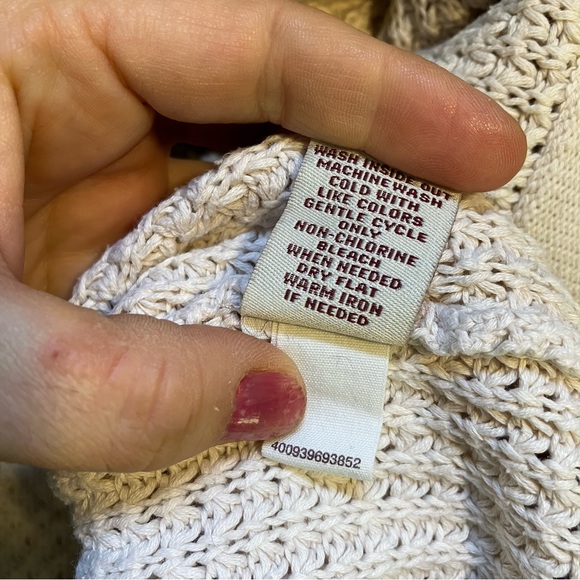 WASH INSIDE OUT
MACHINE WASH
COLD WITH
LIKE COLORS
GENTLE CYCLE
ONLY
NON-CHLORINE
BLEACH
WHEN NEEDED
DRY FLAT
WARM IRON
IF NEEDED
400939693852